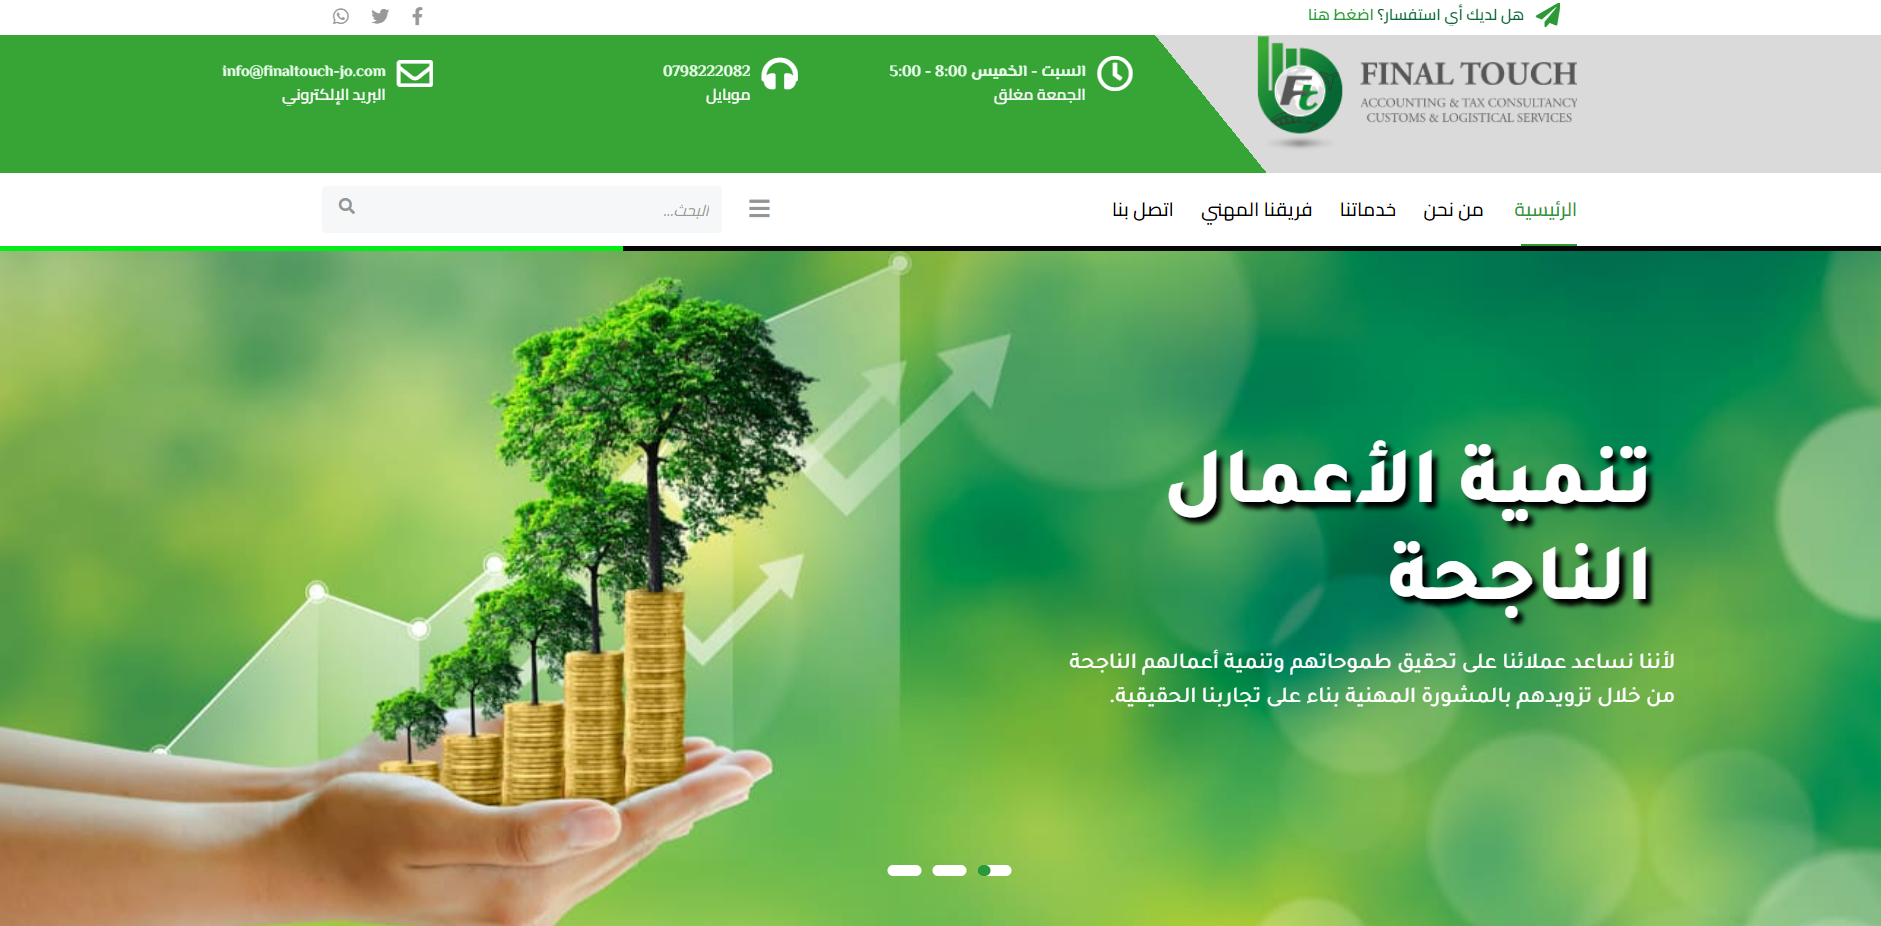 هل لديك أي استفسار؟ اضغط هنا
FINAL TOUCH
ACCOUNTING & TAX CONSULTANCY
CUSTOMS & LOGISTICAL SERVICES
السبت - الخميس 8:00 - 5:00
الجمعة مغلق
0798222082
موبايل
info@finaltouch-jo.com
البريد الإلكتروني
الرئيسية
من نحن
خدماتنا
فريقنا المهني
اتصل بنا
البحث...
تنمية الأعمال
الناجحة
لأننا نساعد عملائنا على تحقيق طموحاتهم وتنمية أعمالهم الناجحة
من خلال تزويدهم بالمشورة المهنية بناء على تجاربنا الحقيقية.